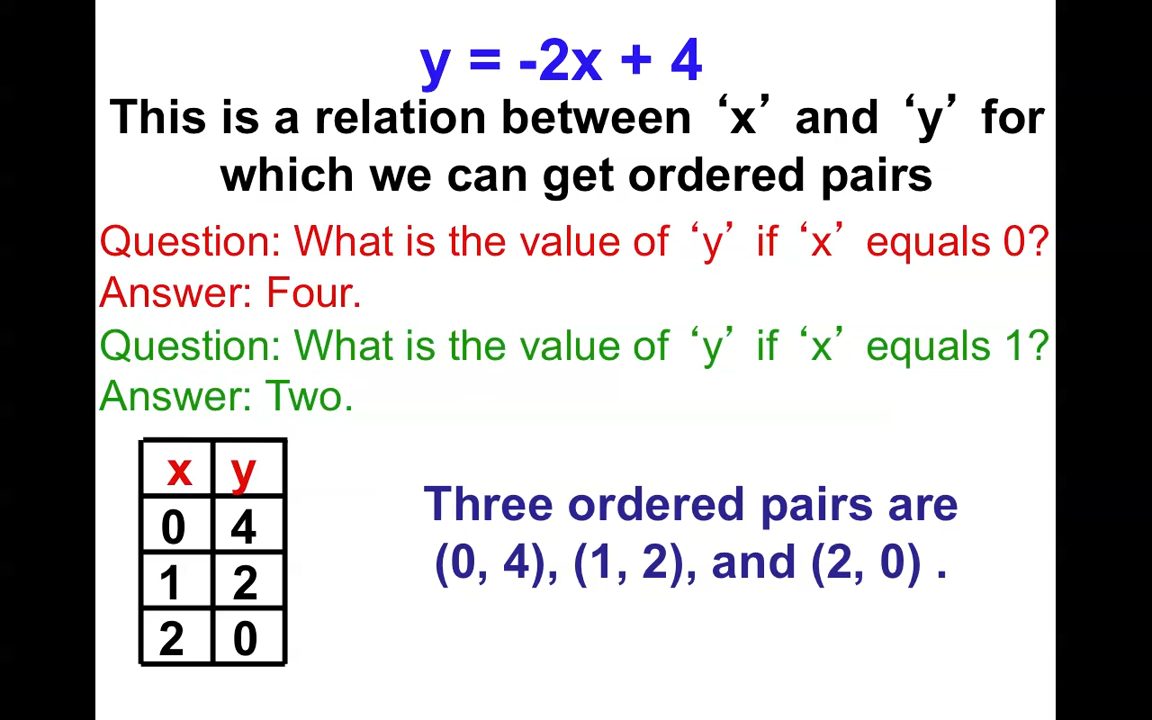 y = -2x + 4
This is a relation between ‘x’ and ‘y’ for
which we can get ordered pairs
Question: What is the value of ‘y’ if ‘x’ equals 0?
Answer: Four.
Question: What is the value of ‘y’ if ‘x’ equals 1?
Answer: Two.
x y
0 4
1 2
2 0
Three ordered pairs are
(0, 4), (1, 2), and (2, 0) .